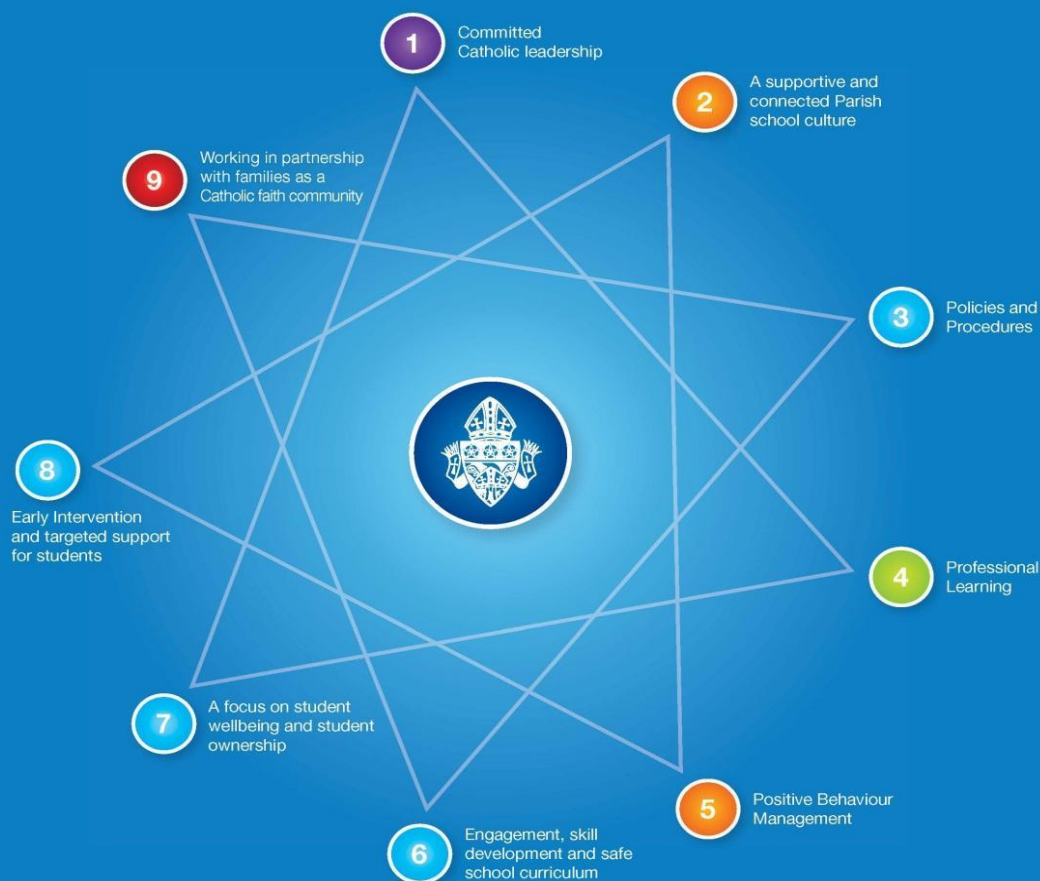 1
Committed
Catholic leadership
2
A supportive and
connected Parish
school culture
3
Policies and
Procedures
4
Professional
Learning
5
Positive Behaviour
Management
6
Engagement, skill
development and safe
school curriculum
7
A focus on student
wellbeing and student
ownership
8
Early Intervention
and targeted support
for students
9
Working in partnership
with families as a
Catholic faith community